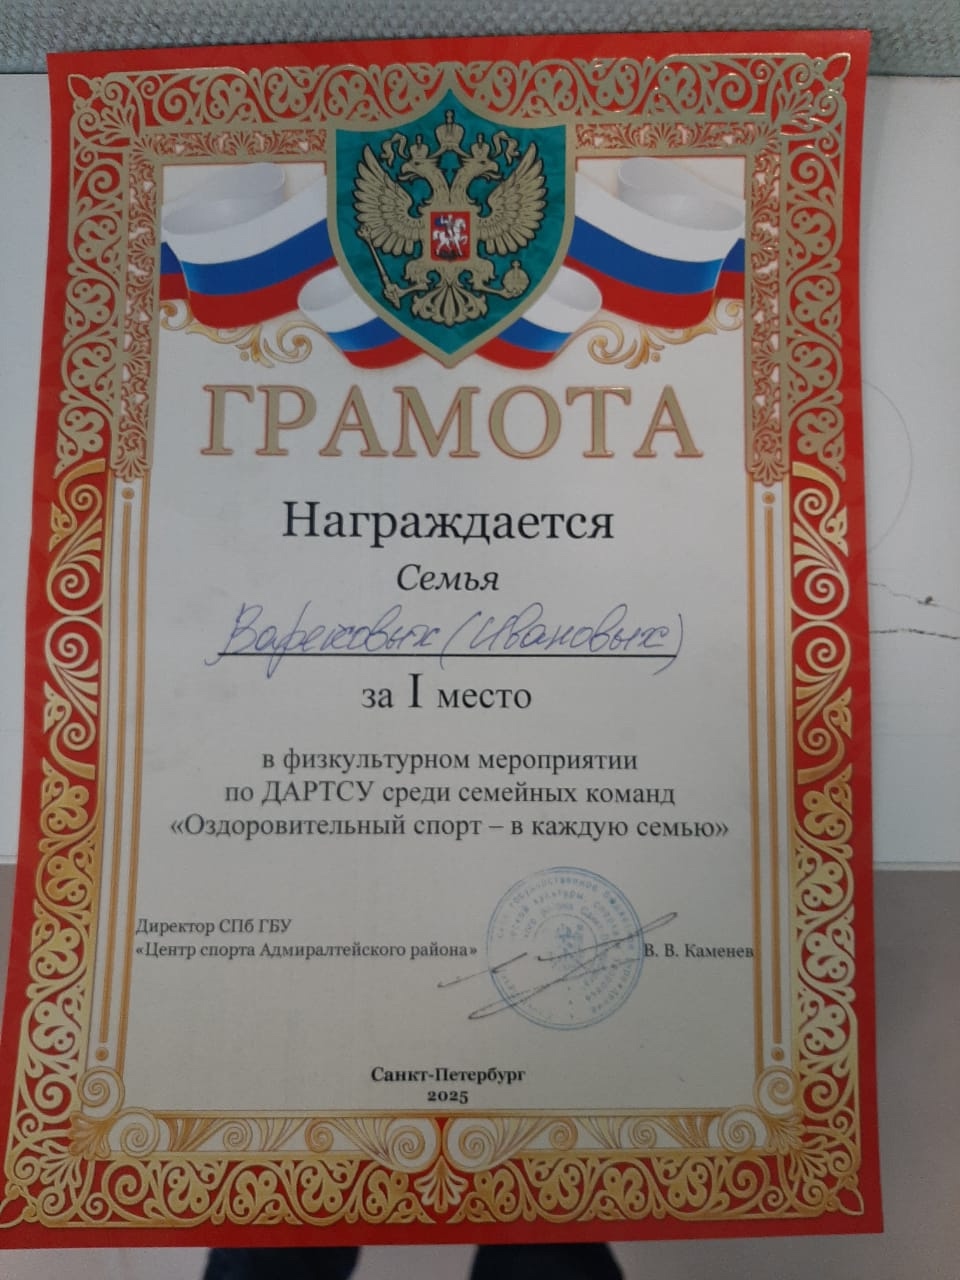 ГРАМОТА
Награждается
Семья
(Ивановых)
за I место
в физкультурном мероприятии
по ДАРТСУ среди семейных команд
«Оздоровительный спорт – в каждую семью»
Директор СПб ГБУ
«Центр спорта Адмиралтейского района»
В. В. Каменев
Санкт-Петербург
2025